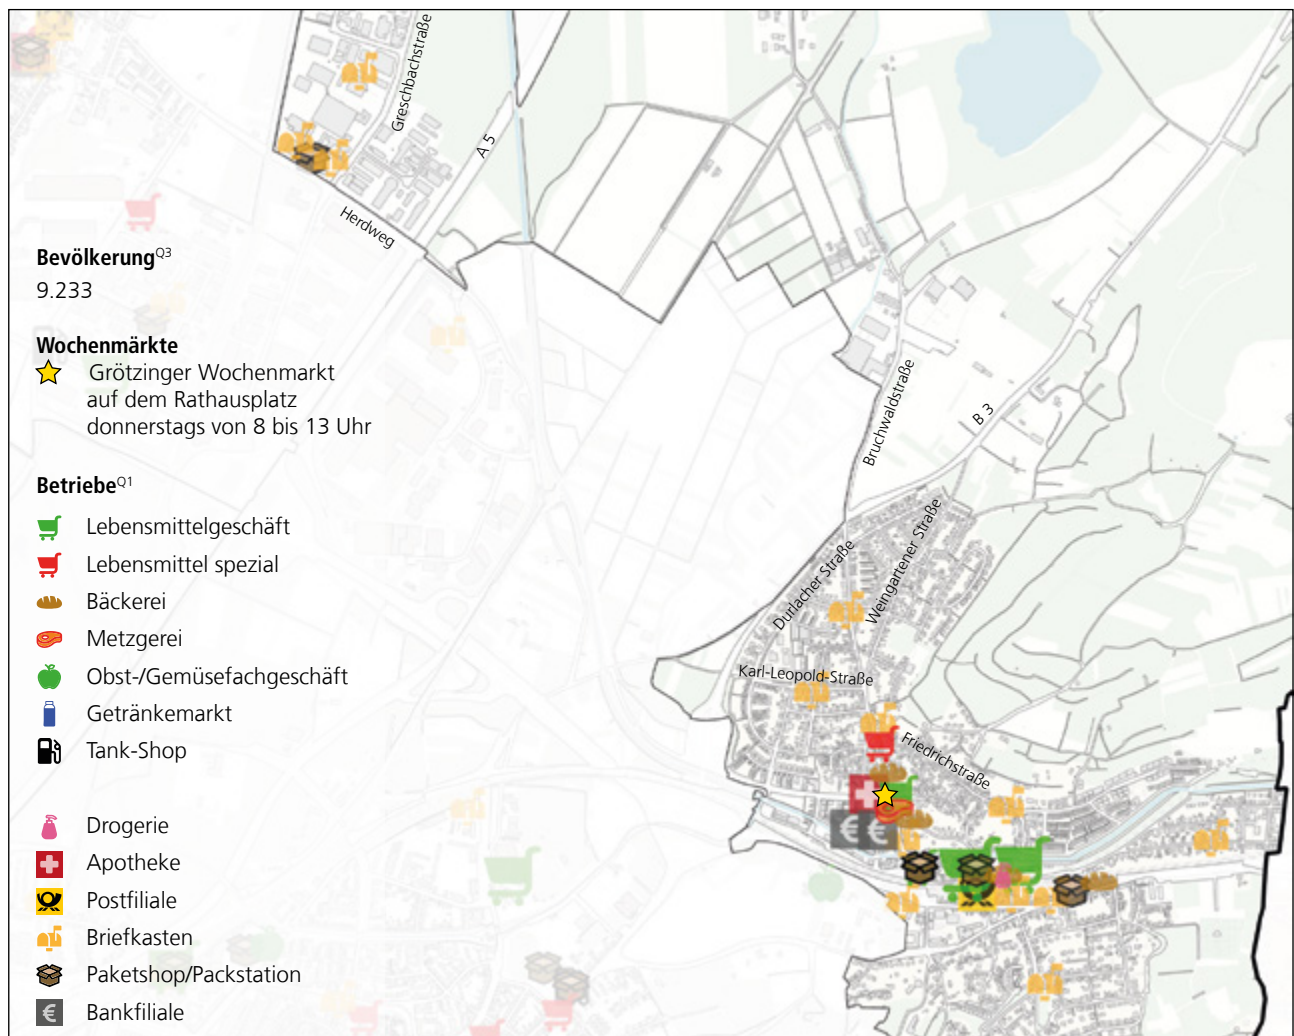 Greschbachstraße
A 5
Herdweg
Bevölkerung Q3
9.233
Wochenmärkte
Grötzinger Wochenmarkt
auf dem Rathausplatz
donnerstags von 8 bis 13 Uhr
Betriebe Q1
Lebensmittelgeschäft
Lebensmittel spezial
Bäckerei
Metzgerei
Obst-/Gemüsefachgeschäft
Getränkemarkt
Tank-Shop
Drogerie
Apotheke
Postfiliale
Briefkasten
Paketshop/Packstation
€ Bankfiliale
Bruchwaldstraße
B 3
Durlacher Straße
Weingartener Straße
Karl-Leopold-Straße
Friedrichstraße
€ €